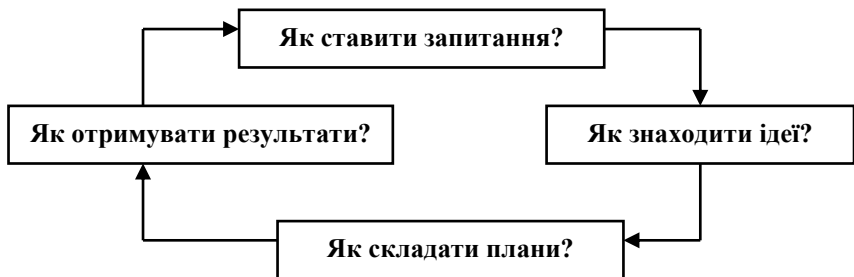 Як ставити запитання?
Як отримувати результати?
Як знаходити ідеї?
Як складати плани?